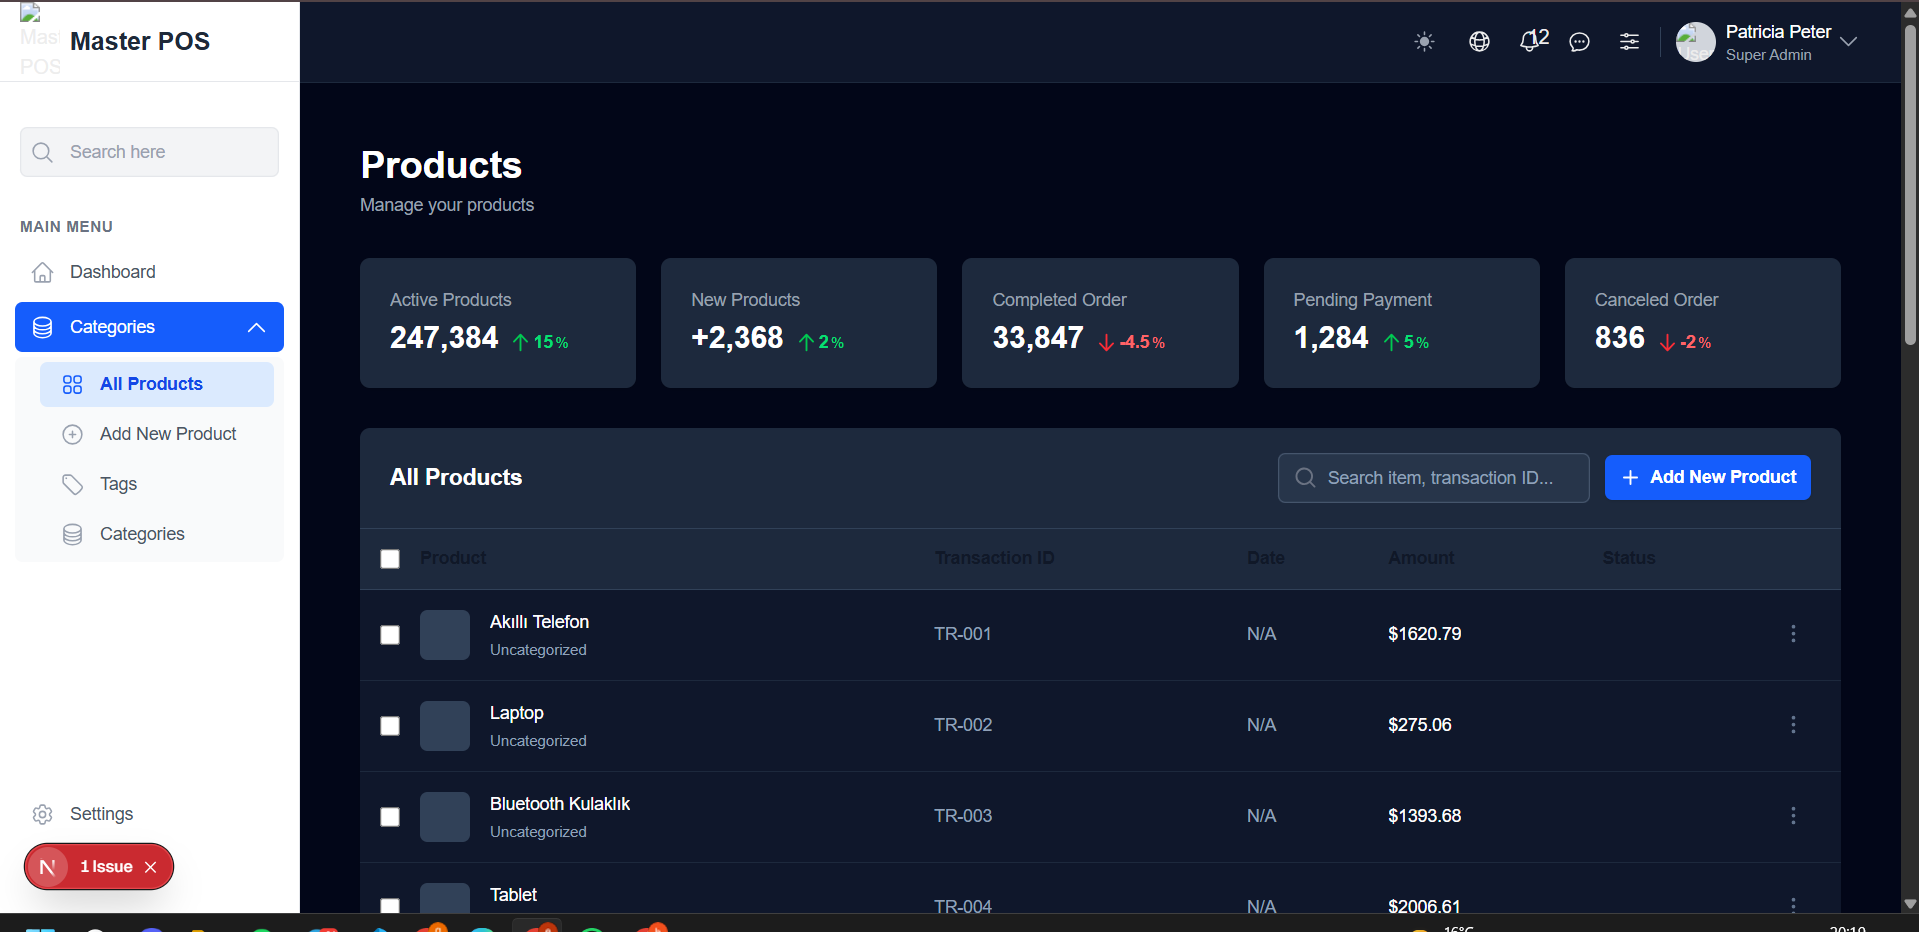 Master POS
Master POS
12
Patricia Peter
Super Admin
Search here
MAIN MENU
Dashboard
Categories
All Products
Add New Product
Tags
Categories
Settings
N 1 Issue
Products
Manage your products
Active Products
247,384 15%
New Products
+2,368 2%
Completed Order
33,847 -4.5%
Pending Payment
1,284 5%
Canceled Order
836 -2%
All Products
Search item, transaction ID...
Add New Product
Product Transaction ID Date Amount Status
Akıllı Telefon
Uncategorized
TR-001 N/A $1620.79
Laptop
Uncategorized
TR-002 N/A $275.06
Bluetooth Kulaklık
Uncategorized
TR-003 N/A $1393.68
Tablet
TR-004 N/A $2006.61
16°C